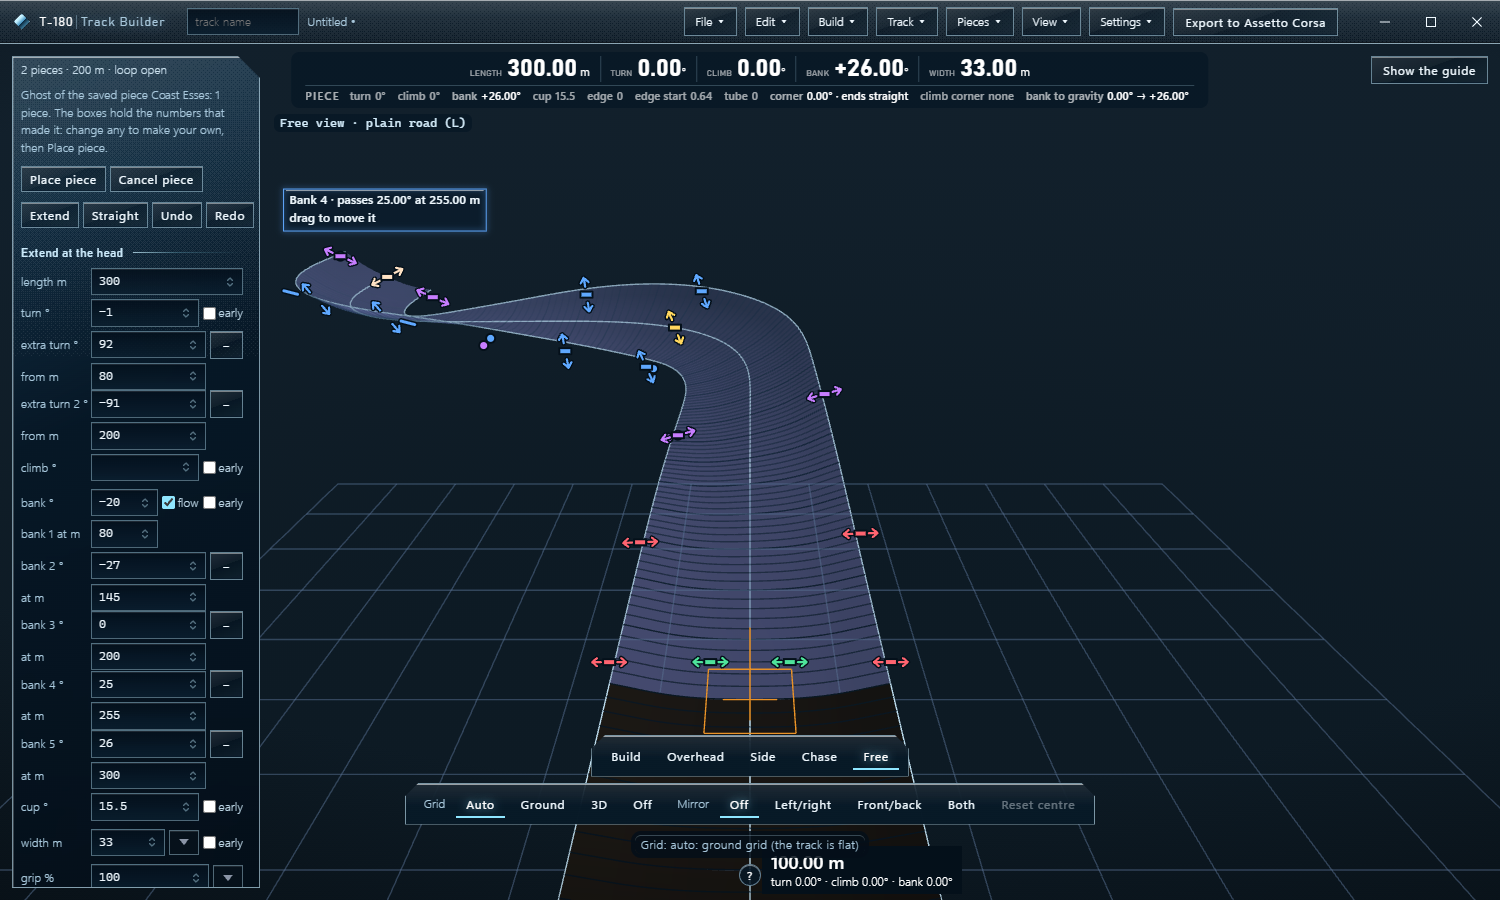 T-180 Track Builder
track name
Untitled •
File
Edit
Build
Track
Pieces
View
Settings
Export to Assetto Corsa
2 pieces · 200 m · loop open
Ghost of the saved piece Coast Esses: 1
piece. The boxes hold the numbers that
made it: change any to make your own,
then Place piece.
Place piece
Cancel piece
Extend
Straight
Undo
Redo
Extend at the head
length m 300
turn ° −1 early
extra turn ° 92 −
from m 80
extra turn 2 ° −91 −
from m 200
climb ° early
bank ° −20 flow early
bank 1 at m 80
bank 2 ° −27 −
at m 145
bank 3 ° 0 −
at m 200
bank 4 ° 25 −
at m 255
bank 5 ° 26 −
at m 300
cup ° 15.5 early
width m 33 early
grip % 100
LENGTH 300.00 m TURN 0.00° CLIMB 0.00° BANK +26.00° WIDTH 33.00 m
PIECE turn 0° climb 0° bank +26.00° cup 15.5 edge 0 edge start 0.64 tube 0 corner 0.00° · ends straight climb corner none bank to gravity 0.00° → +26.00°
Show the guide
Free view · plain road (L)
Bank 4 · passes 25.00° at 255.00 m
drag to move it
Build Overhead Side Chase Free
Grid Auto Ground 3D Off Mirror Off Left/right Front/back Both Reset centre
Grid: auto: ground grid (the track is flat)
100.00 m
? turn 0.00° · climb 0.00° · bank 0.00°